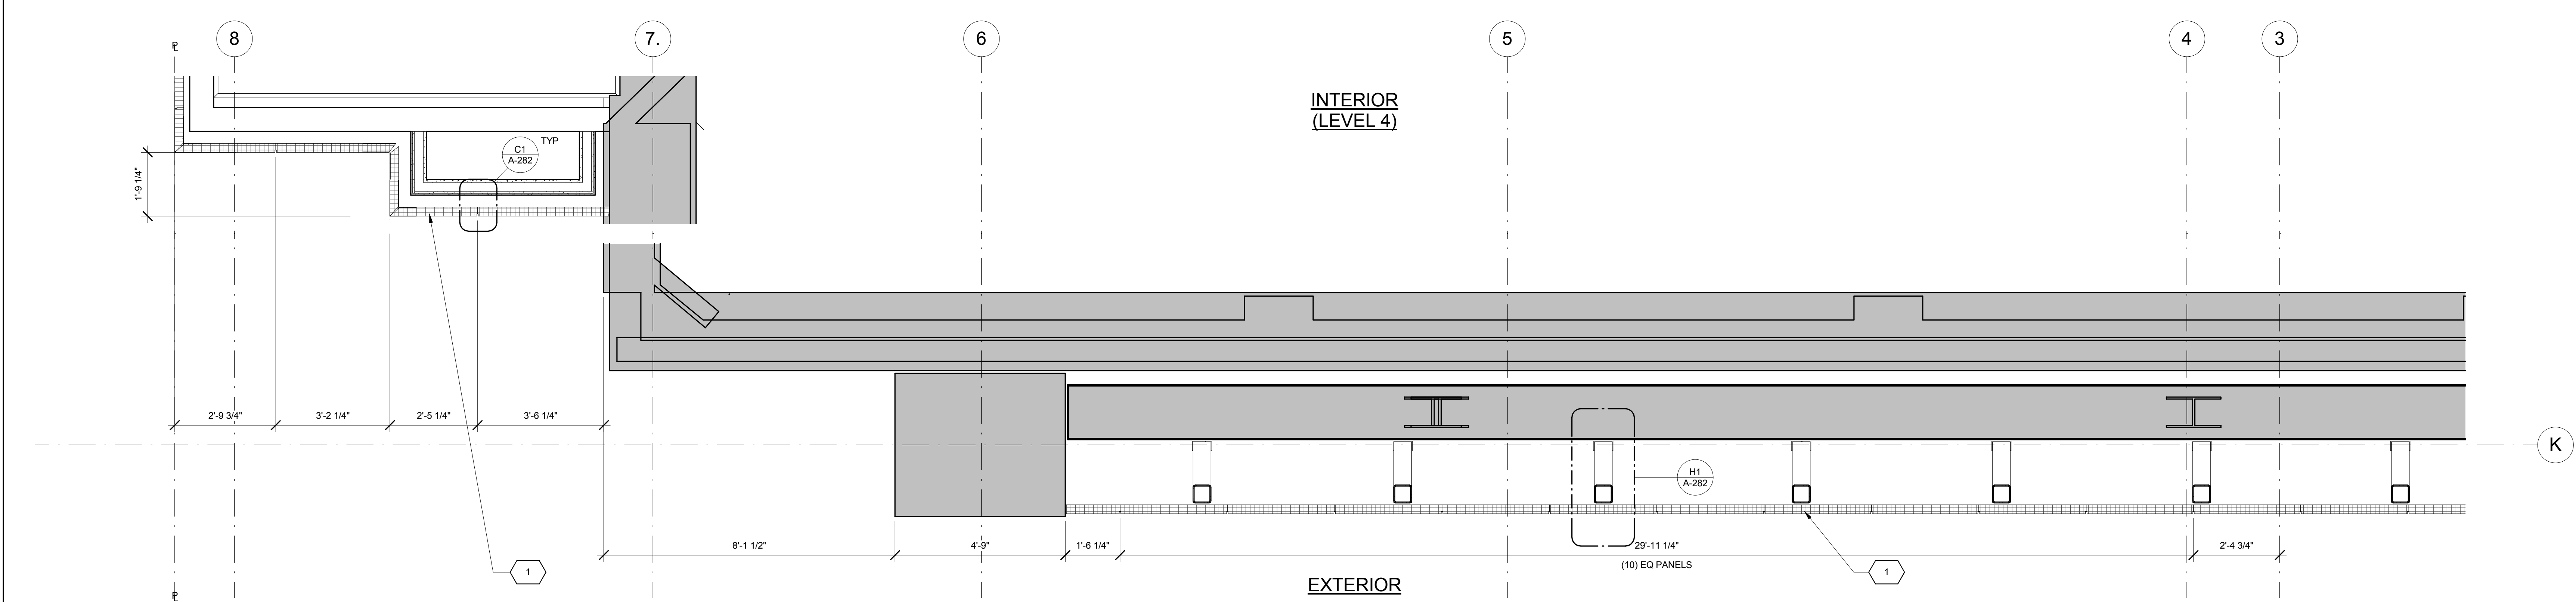 ℄
8
7.
6
5
4
3
INTERIOR
(LEVEL 4)
C1
A-282
TYP
1'-9 1/4"
2'-9 3/4"
3'-2 1/4"
2'-5 1/4"
3'-6 1/4"
K
H1
A-282
8'-1 1/2"
4'-9"
1'-6 1/4"
29'-11 1/4"
2'-4 3/4"
(10) EQ PANELS
1
1
EXTERIOR
℄